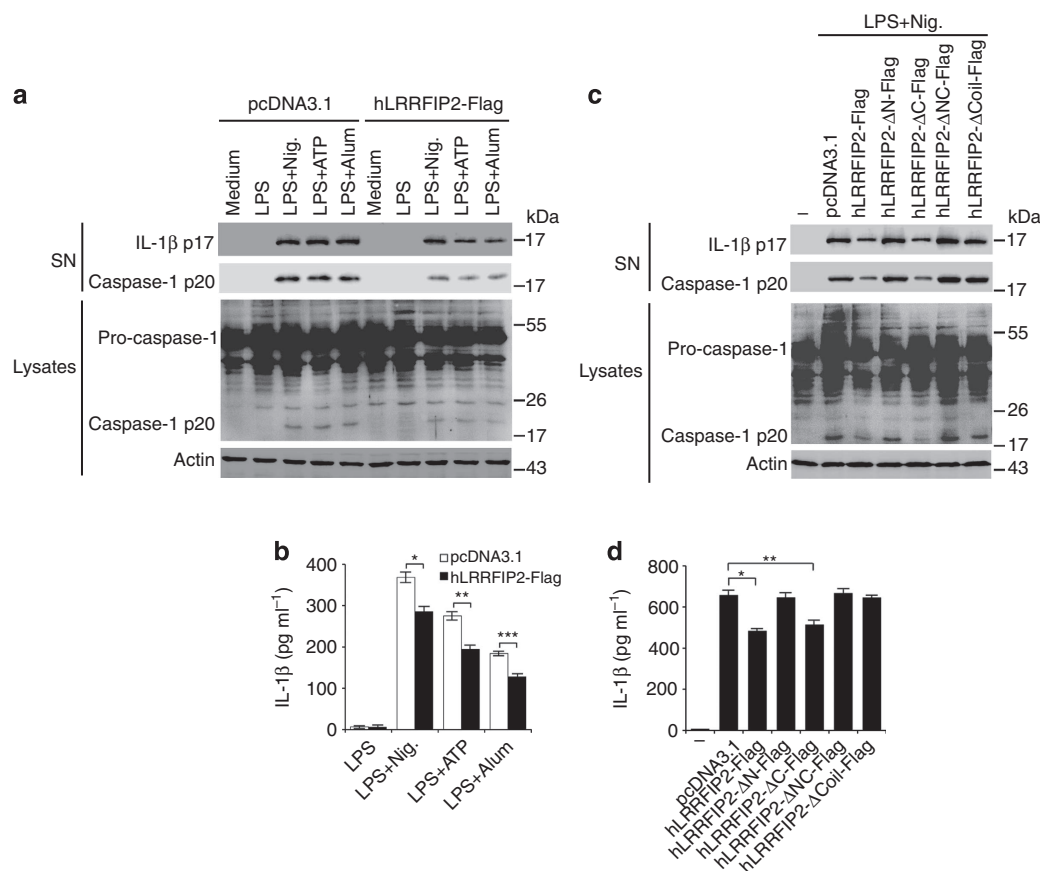 a
pcDNA3.1 hLRRFIP2-Flag
Medium LPS LPS+Nig. LPS+ATP LPS+Alum Medium LPS LPS+Nig. LPS+ATP LPS+Alum
kDa
SN
IL-1β p17 17
Caspase-1 p20 17
Lysates
Pro-caspase-1 55
26
Caspase-1 p20 17
Actin 43
c
LPS+Nig.
– pcDNA3.1 hLRRFIP2-Flag hLRRFIP2-ΔN-Flag hLRRFIP2-ΔC-Flag hLRRFIP2-ΔNC-Flag hLRRFIP2-ΔCoil-Flag
kDa
SN
IL-1β p17 17
Caspase-1 p20 17
Lysates
Pro-caspase-1 55
26
Caspase-1 p20 17
Actin 43
b
pcDNA3.1
hLRRFIP2-Flag
IL-1β (pg ml⁻¹)
400
300
200
100
0
* ** ***
LPS LPS+Nig. LPS+ATP LPS+Alum
d
IL-1β (pg ml⁻¹)
800
600
400
200
0
**
*
– pcDNA3.1 hLRRFIP2-Flag hLRRFIP2-ΔN-Flag hLRRFIP2-ΔC-Flag hLRRFIP2-ΔNC-Flag hLRRFIP2-ΔCoil-Flag